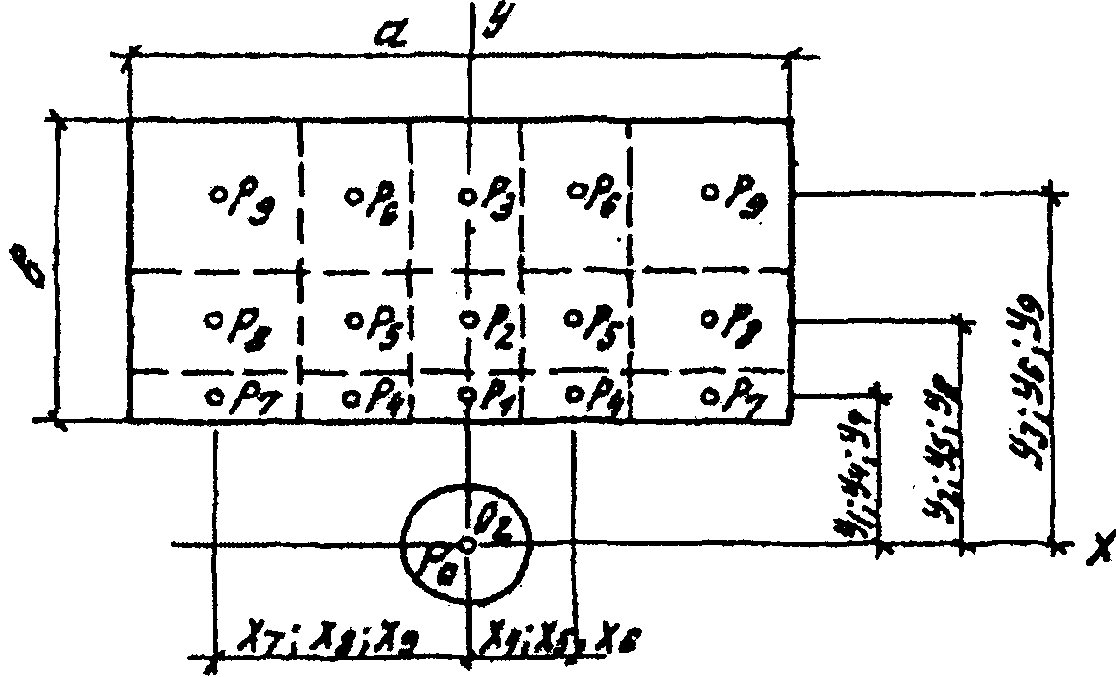 a y
P9 P6 P3 P6 P9
в
P8 P5 P2 P5 P8
P7 P4 P1 P4 P7
y1; y4; y7
y2; y5; y8
y3; y6; y9
O2
P0
x
x7; x8; x9 x4; x5, x6